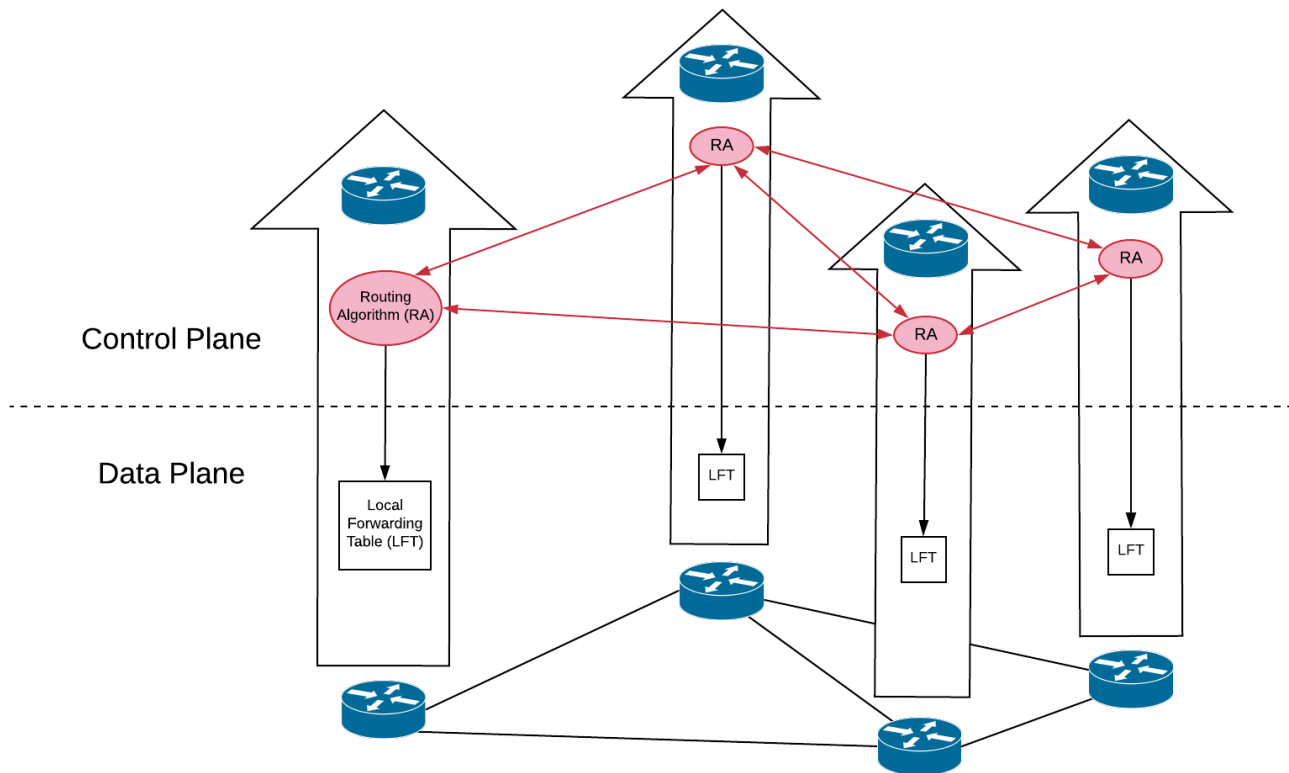 RA
RA
Routing
Algorithm (RA)
Control Plane
RA
Data Plane
LFT
Local
Forwarding
Table (LFT)
LFT
LFT